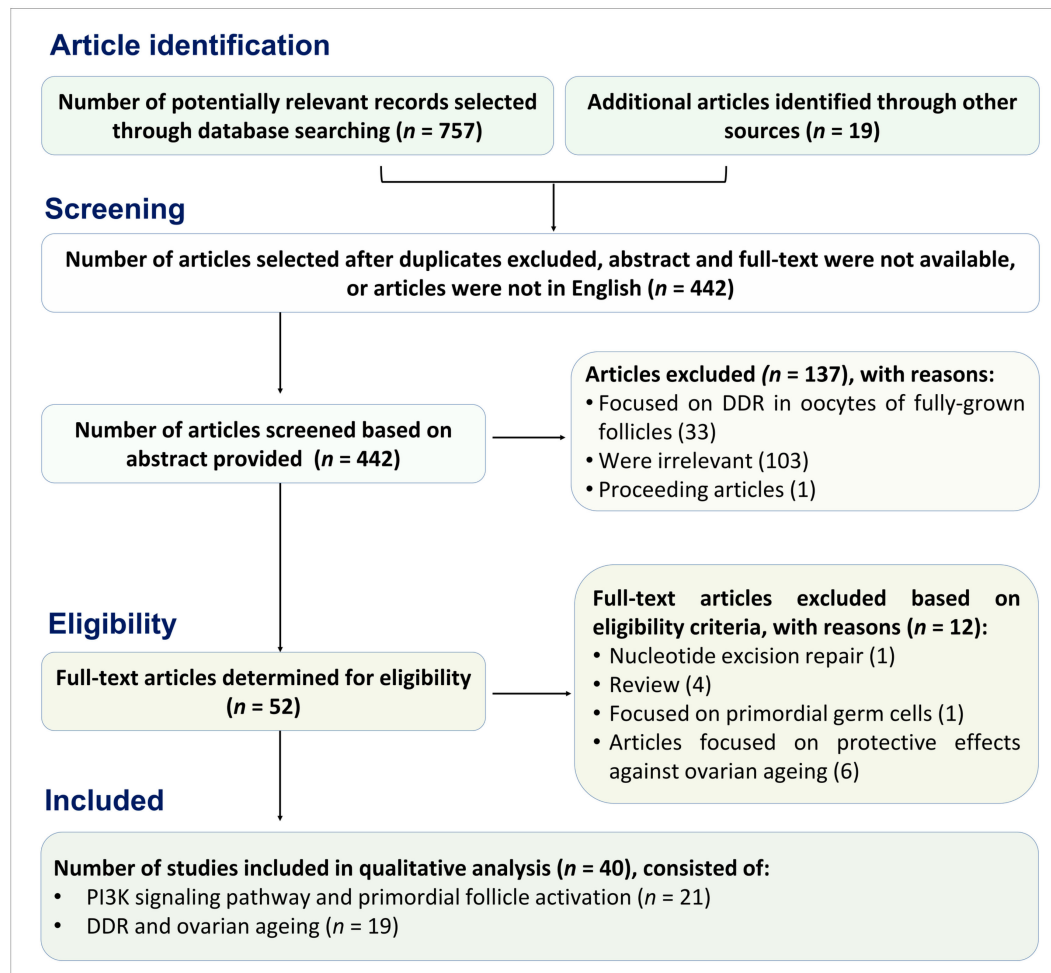 Article identification
Number of potentially relevant records selected
through database searching (n = 757)
Additional articles identified through other
sources (n = 19)
Screening
Number of articles selected after duplicates excluded, abstract and full-text were not available,
or articles were not in English (n = 442)
Number of articles screened based on
abstract provided (n = 442)
Articles excluded (n = 137), with reasons:
• Focused on DDR in oocytes of fully-grown
follicles (33)
• Were irrelevant (103)
• Proceeding articles (1)
Eligibility
Full-text articles determined for eligibility
(n = 52)
Full-text articles excluded based on
eligibility criteria, with reasons (n = 12):
• Nucleotide excision repair (1)
• Review (4)
• Focused on primordial germ cells (1)
• Articles focused on protective effects
against ovarian ageing (6)
Included
Number of studies included in qualitative analysis (n = 40), consisted of:
• PI3K signaling pathway and primordial follicle activation (n = 21)
• DDR and ovarian ageing (n = 19)